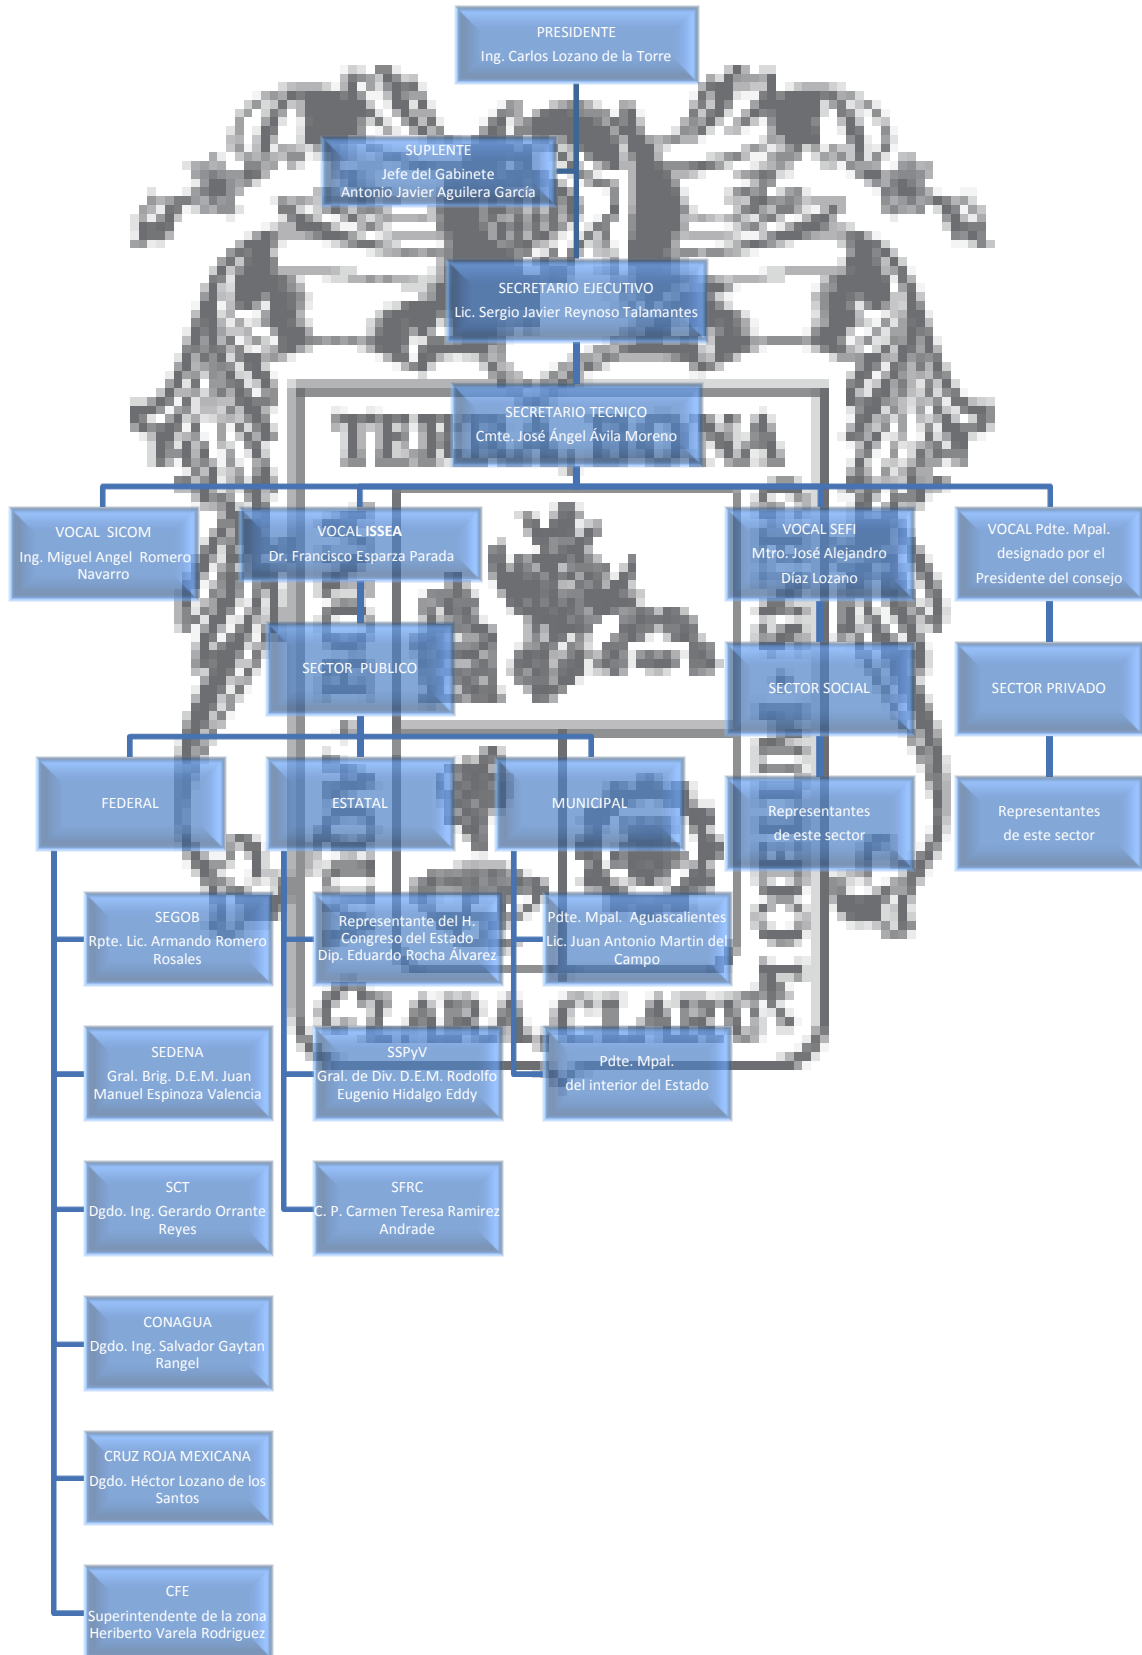 PRESIDENTE
Ing. Carlos Lozano de la Torre
SUPLENTE
Jefe del Gabinete
Antonio Javier Aguilera García
SECRETARIO EJECUTIVO
Lic. Sergio Javier Reynoso Talamantes
SECRETARIO TECNICO
Cmte. José Ángel Ávila Moreno
VOCAL SICOM
Ing. Miguel Angel Romero
Navarro
VOCAL ISSEA
Dr. Francisco Esparza Parada
VOCAL SEFI
Mtro. José Alejandro
Díaz Lozano
VOCAL Pdte. Mpal.
designado por el
Presidente del consejo
SECTOR PUBLICO
SECTOR SOCIAL
SECTOR PRIVADO
FEDERAL
ESTATAL
MUNICIPAL
Representantes
de este sector
Representantes
de este sector
SEGOB
Rpte. Lic. Armando Romero
Rosales
Representante del H.
Congreso del Estado
Dip. Eduardo Rocha Álvarez
Pdte. Mpal. Aguascalientes
Lic. Juan Antonio Martin del
Campo
SEDENA
Gral. Brig. D.E.M. Juan
Manuel Espinoza Valencia
SSPyV
Gral. de Div. D.E.M. Rodolfo
Eugenio Hidalgo Eddy
Pdte. Mpal.
del interior del Estado
SCT
Dgdo. Ing. Gerardo Orrante
Reyes
SFRC
C. P. Carmen Teresa Ramirez
Andrade
CONAGUA
Dgdo. Ing. Salvador Gaytan
Rangel
CRUZ ROJA MEXICANA
Dgdo. Héctor Lozano de los
Santos
CFE
Superintendente de la zona
Heriberto Varela Rodriguez